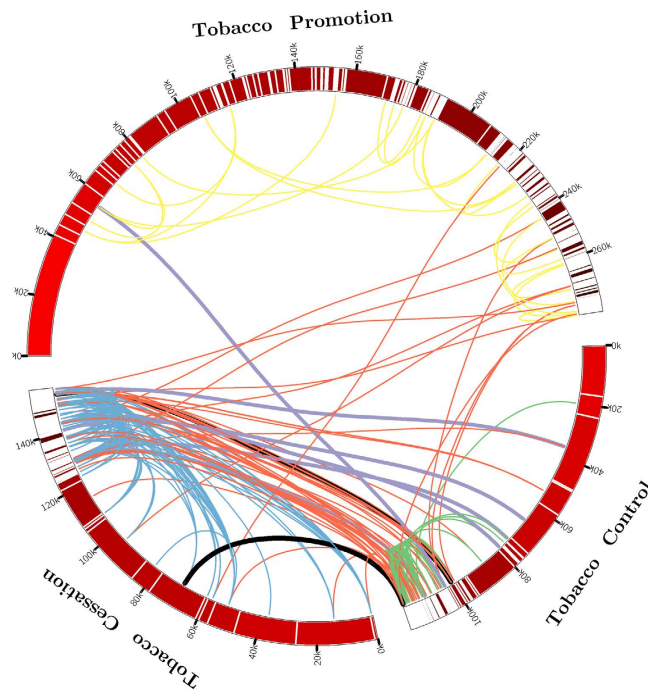 Tobacco Promotion
0k
20k
40k
60k
80k
100k
120k
140k
160k
180k
200k
220k
240k
260k
Tobacco Control
0k
20k
40k
60k
80k
100k
Tobacco Cessation
0k
20k
40k
60k
80k
100k
120k
140k